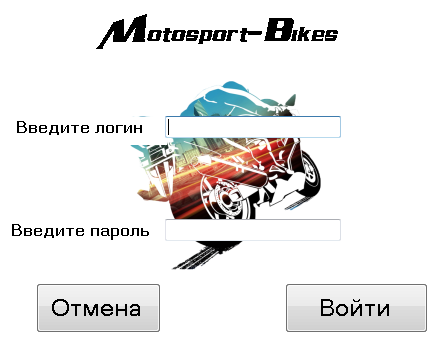 Motosport-Bikes
Введите логин
Введите пароль
Отмена
Войти